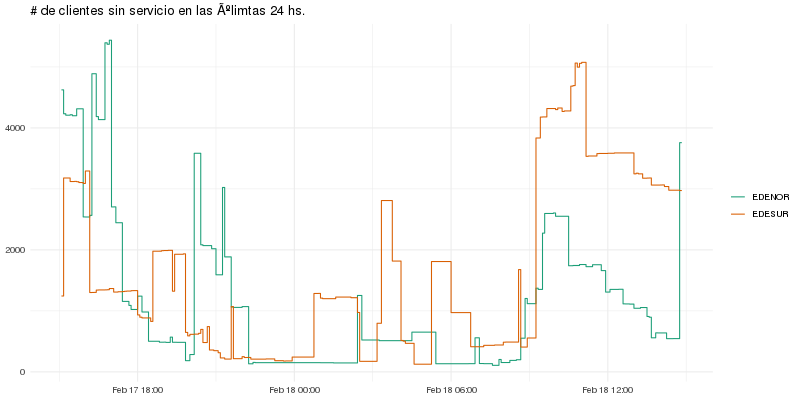 # de clientes sin servicio en las Ãºlimtas 24 hs.
4000
2000
0
Feb 17 18:00
Feb 18 00:00
Feb 18 06:00
Feb 18 12:00
EDENOR
EDESUR